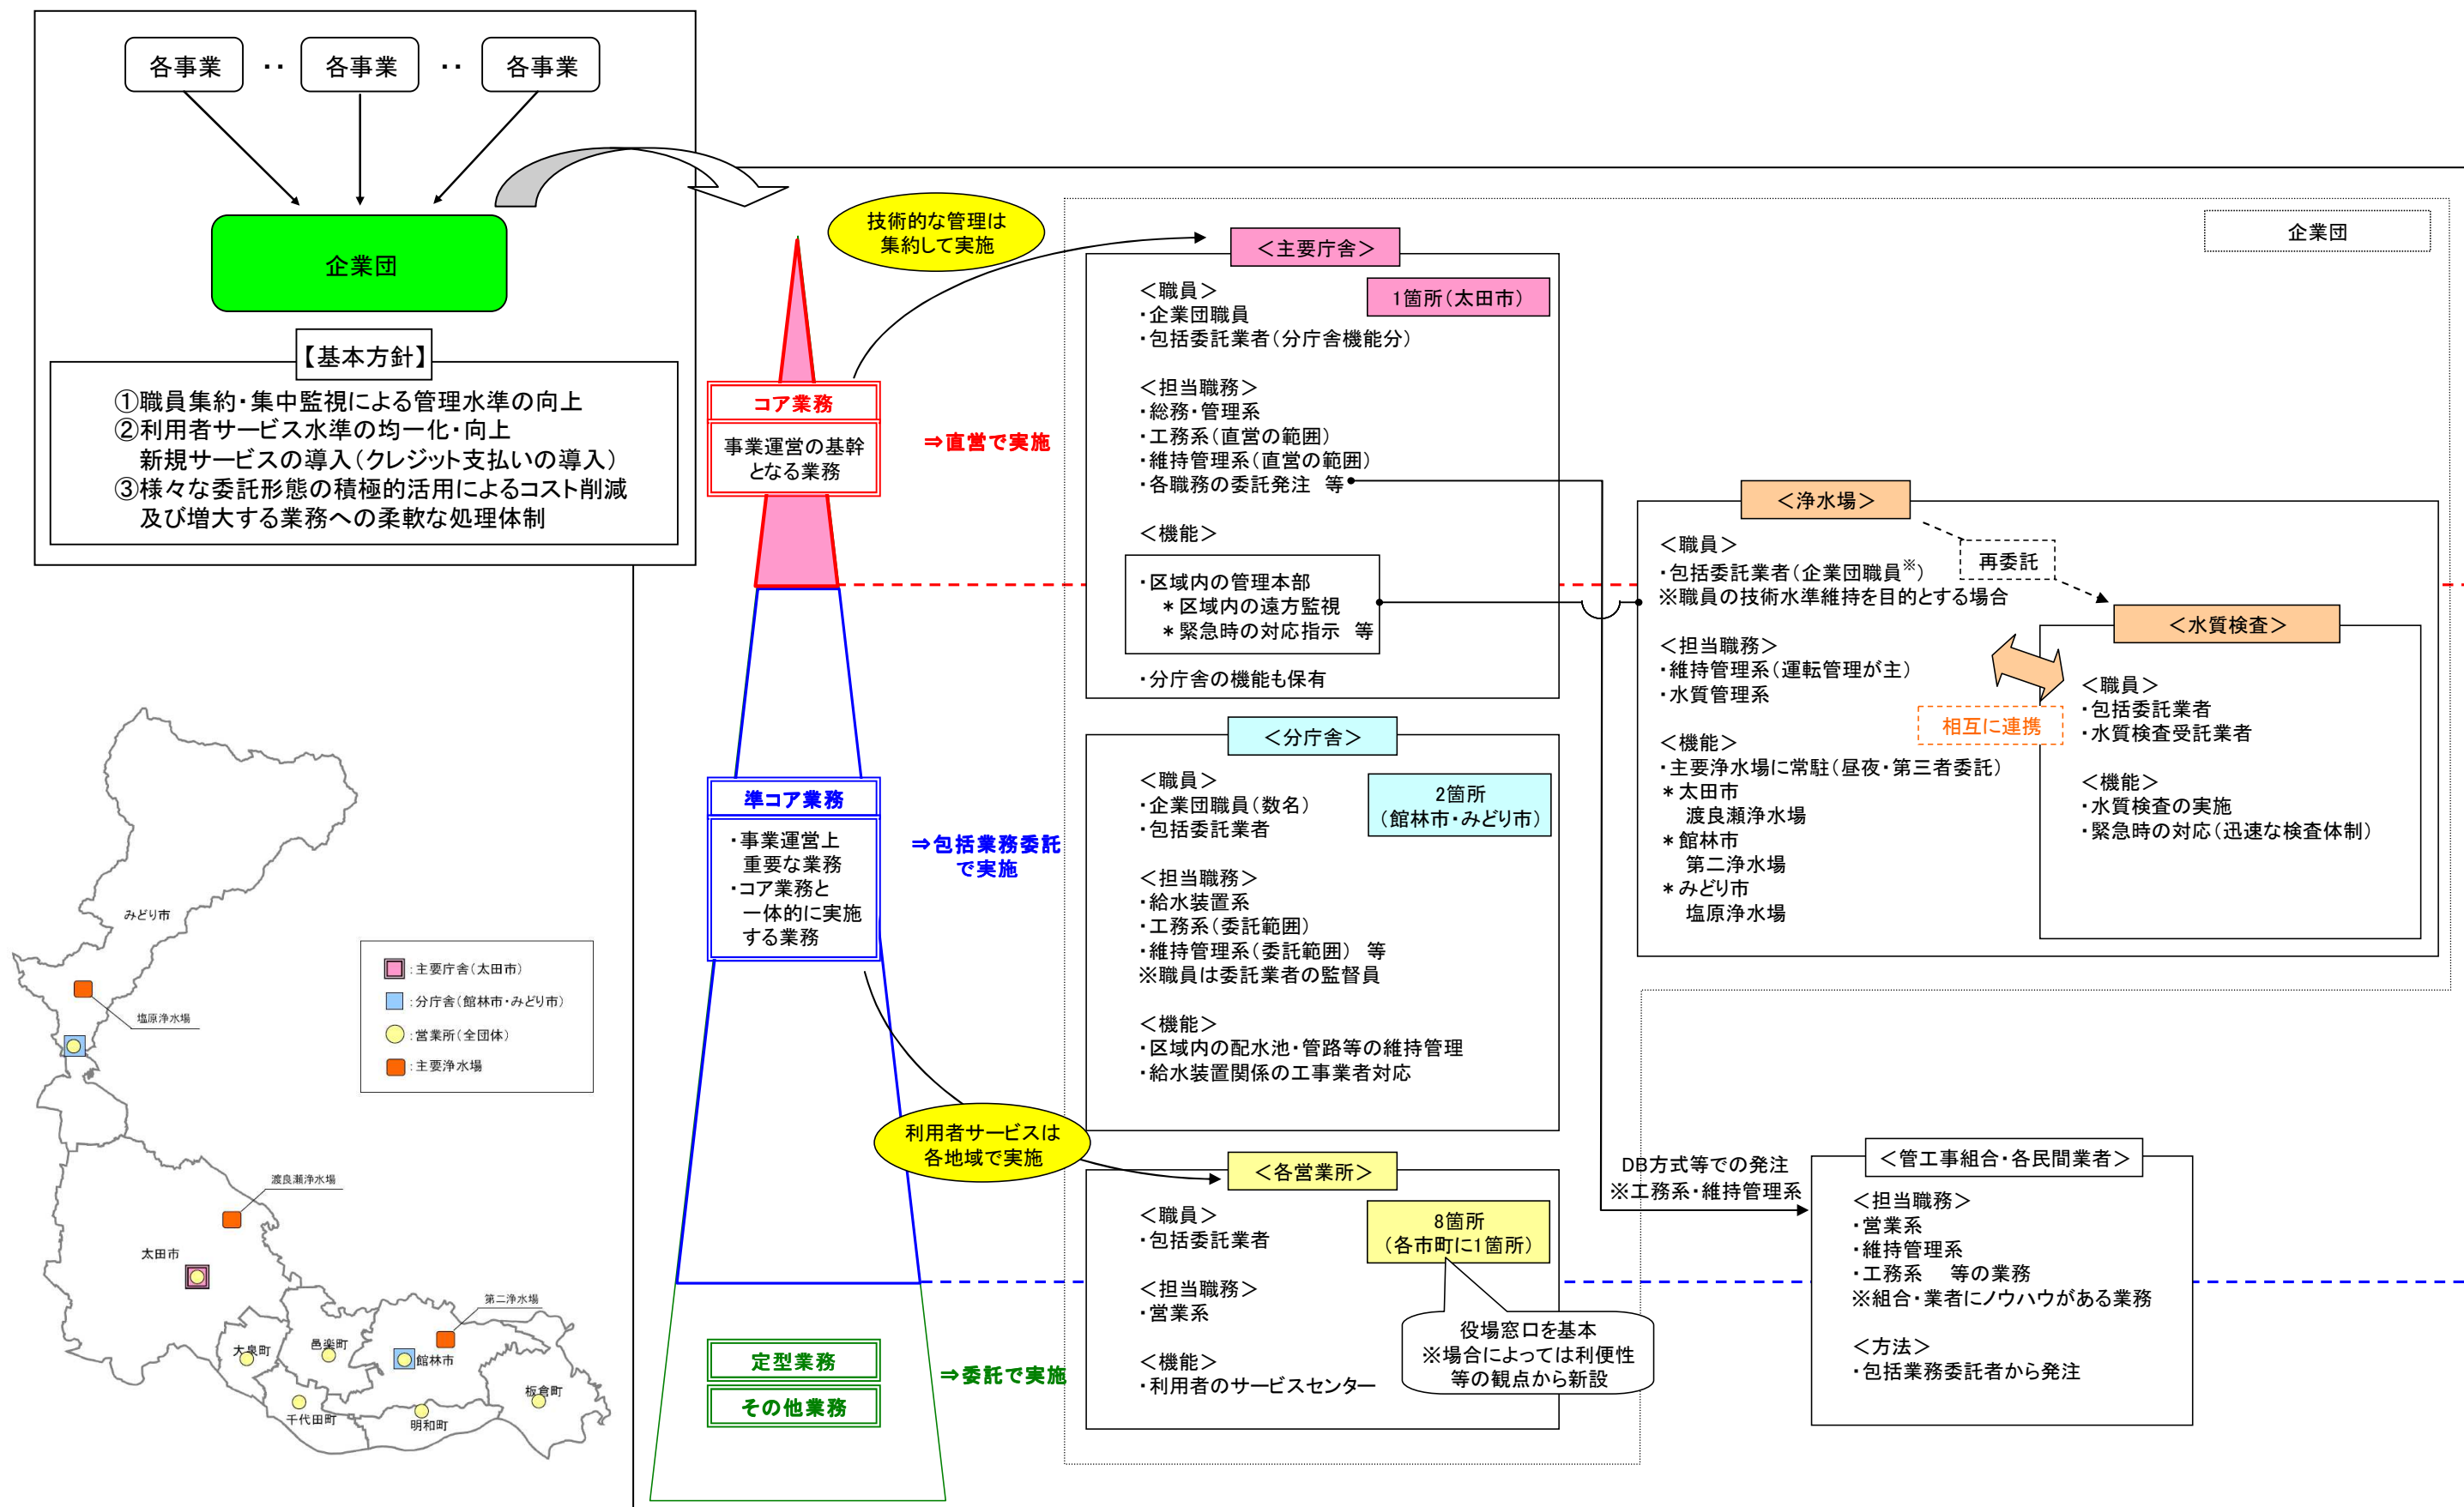 各事業
‥
各事業
‥
各事業
企業団
【基本方針】
①職員集約・集中監視による管理水準の向上
②利用者サービス水準の均一化・向上
新規サービスの導入（クレジット支払いの導入）
③様々な委託形態の積極的活用によるコスト削減
及び増大する業務への柔軟な処理体制
みどり市
塩原浄水場
：主要庁舎（太田市）
：分庁舎（館林市・みどり市）
：営業所（全団体）
：主要浄水場
渡良瀬浄水場
太田市
第二浄水場
大泉町
邑楽町
館林市
板倉町
千代田町
明和町
技術的な管理は
集約して実施
コア業務
事業運営の基幹
となる業務
⇒直営で実施
準コア業務
・事業運営上
重要な業務
・コア業務と
一体的に実施
する業務
⇒包括業務委託
で実施
利用者サービスは
各地域で実施
定型業務
その他業務
⇒委託で実施
企業団
＜主要庁舎＞
1箇所（太田市）
＜職員＞
・企業団職員
・包括委託業者（分庁舎機能分）
＜担当職務＞
・総務・管理系
・工務系（直営の範囲）
・維持管理系（直営の範囲）
・各職務の委託発注　等
＜機能＞
・区域内の管理本部
＊区域内の遠方監視
＊緊急時の対応指示　等
・分庁舎の機能も保有
＜分庁舎＞
2箇所
（館林市・みどり市）
＜職員＞
・企業団職員（数名）
・包括委託業者
＜担当職務＞
・給水装置系
・工務系（委託範囲）
・維持管理系（委託範囲）　等
※職員は委託業者の監督員
＜機能＞
・区域内の配水池・管路等の維持管理
・給水装置関係の工事業者対応
＜各営業所＞
8箇所
（各市町に1箇所）
＜職員＞
・包括委託業者
＜担当職務＞
・営業系
＜機能＞
・利用者のサービスセンター
役場窓口を基本
※場合によっては利便性
等の観点から新設
＜浄水場＞
＜職員＞
・包括委託業者（企業団職員※）
※職員の技術水準維持を目的とする場合
＜担当職務＞
・維持管理系（運転管理が主）
・水質管理系
＜機能＞
・主要浄水場に常駐（昼夜・第三者委託）
＊太田市
渡良瀬浄水場
＊館林市
第二浄水場
＊みどり市
塩原浄水場
再委託
相互に連携
＜水質検査＞
＜職員＞
・包括委託業者
・水質検査受託業者
＜機能＞
・水質検査の実施
・緊急時の対応（迅速な検査体制）
DB方式等での発注
※工務系・維持管理系
＜管工事組合・各民間業者＞
＜担当職務＞
・営業系
・維持管理系
・工務系　等の業務
※組合・業者にノウハウがある業務
＜方法＞
・包括業務委託者から発注